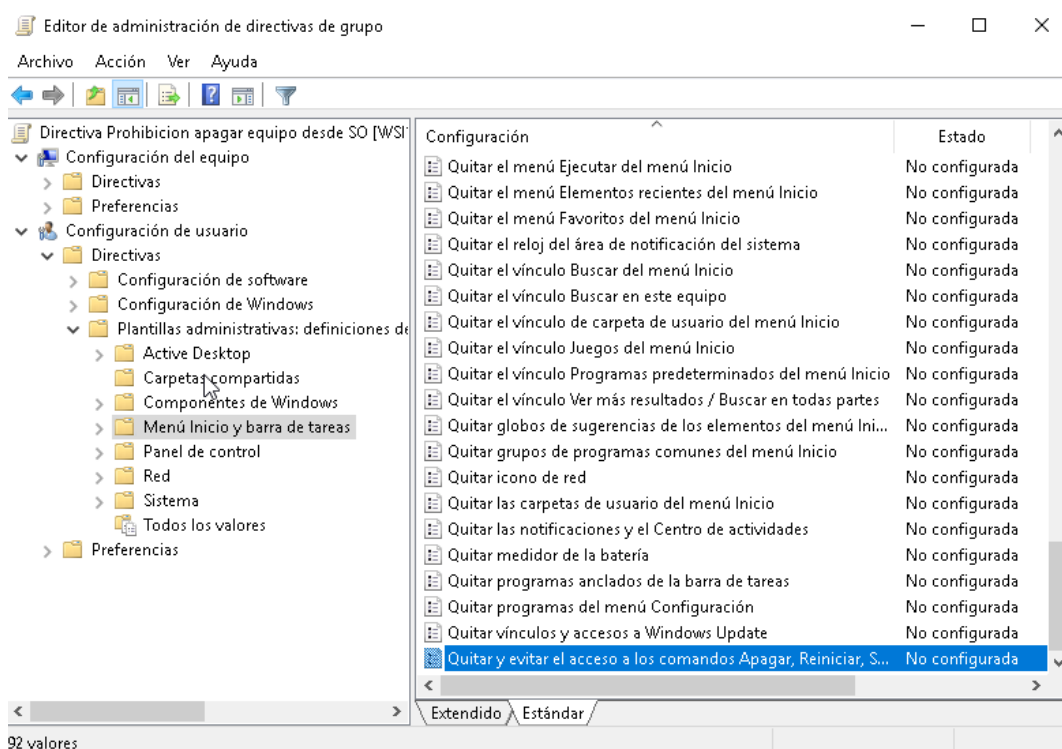 Editor de administración de directivas de grupo
Archivo Acción Ver Ayuda
Directiva Prohibicion apagar equipo desde SO [WSI
Configuración del equipo
Directivas
Preferencias
Configuración de usuario
Directivas
Configuración de software
Configuración de Windows
Plantillas administrativas: definiciones de
Active Desktop
Carpetas compartidas
Componentes de Windows
Menú Inicio y barra de tareas
Panel de control
Red
Sistema
Todos los valores
Preferencias
Configuración Estado
Quitar el menú Ejecutar del menú Inicio No configurada
Quitar el menú Elementos recientes del menú Inicio No configurada
Quitar el menú Favoritos del menú Inicio No configurada
Quitar el reloj del área de notificación del sistema No configurada
Quitar el vínculo Buscar del menú Inicio No configurada
Quitar el vínculo Buscar en este equipo No configurada
Quitar el vínculo de carpeta de usuario del menú Inicio No configurada
Quitar el vínculo Juegos del menú Inicio No configurada
Quitar el vínculo Programas predeterminados del menú Inicio No configurada
Quitar el vínculo Ver más resultados / Buscar en todas partes No configurada
Quitar globos de sugerencias de los elementos del menú Ini... No configurada
Quitar grupos de programas comunes del menú Inicio No configurada
Quitar icono de red No configurada
Quitar las carpetas de usuario del menú Inicio No configurada
Quitar las notificaciones y el Centro de actividades No configurada
Quitar medidor de la batería No configurada
Quitar programas anclados de la barra de tareas No configurada
Quitar programas del menú Configuración No configurada
Quitar vínculos y accesos a Windows Update No configurada
Quitar y evitar el acceso a los comandos Apagar, Reiniciar, S... No configurada
Extendido Estándar
92 valores